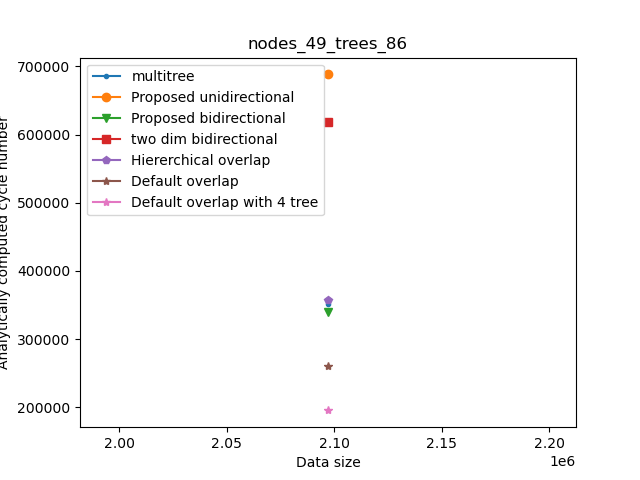 nodes_49_trees_86
700000
600000
500000
400000
300000
200000
Analytically computed cycle number
multitree
Proposed unidirectional
Proposed bidirectional
two dim bidirectional
Hiererchical overlap
Default overlap
Default overlap with 4 tree
2.00 2.05 2.10 2.15 2.20
1e6
Data size